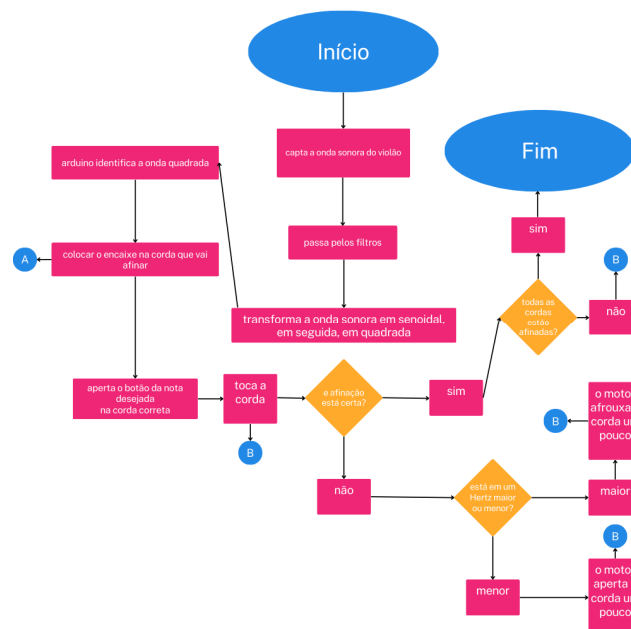 Início
capta a onda sonora do violão
passa pelos filtros
transforma a onda sonora em senoidal,
em seguida, em quadrada
arduino identifica a onda quadrada
colocar o encaixe na corda que vai
afinar
A
aperta o botão da nota
desejada
na corda correta
toca a
corda
B
e afinação
está certa?
sim
todas as
cordas
estão
afinadas?
sim
Fim
não
B
não
está em um
Hertz maior
ou menor?
maior
o moto
afrouxa
corda un
pouco
B
menor
o moto
aperta
corda un
pouco
B